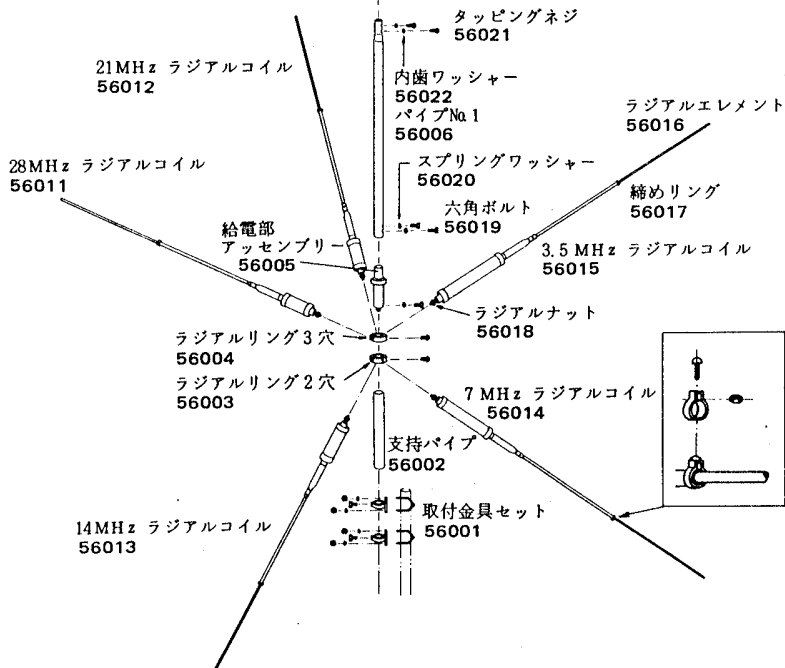 タッピングネジ
56021
21MHz ラジアルコイル
56012
内歯ワッシャー
56022
パイプNo.1
56006
ラジアルエレメント
56016
スプリングワッシャー
56020
28MHz ラジアルコイル
56011
締めリング
56017
六角ボルト
56019
給電部
アッセンブリー
56005
3.5 MHz ラジアルコイル
56015
ラジアルナット
56018
ラジアルリング3穴
56004
ラジアルリング2穴
56003
7 MHz ラジアルコイル
56014
支持パイプ
56002
取付金具セット
56001
14MHz ラジアルコイル
56013